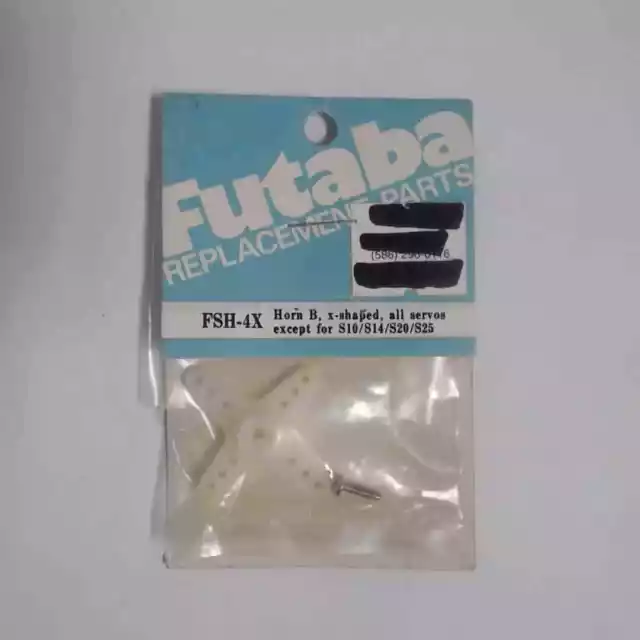 Futaba
REPLACEMENT PARTS
FSH-4X
Horn B, x-shaped, all servos
except for S10/S14/S20/S25